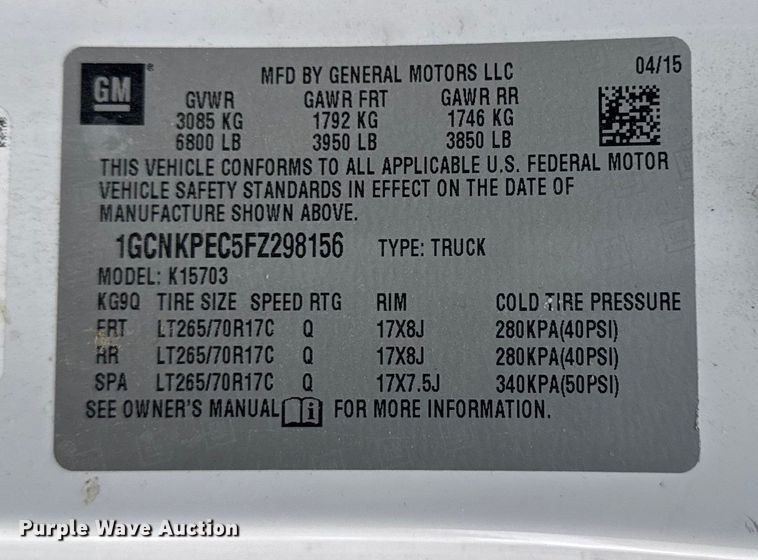 GM
MFD BY GENERAL MOTORS LLC 04/15
GVWR GAWR FRT GAWR RR
3085 KG 1792 KG 1746 KG
6800 LB 3950 LB 3850 LB
THIS VEHICLE CONFORMS TO ALL APPLICABLE U.S. FEDERAL MOTOR
VEHICLE SAFETY STANDARDS IN EFFECT ON THE DATE OF
MANUFACTURE SHOWN ABOVE.
1GCNKPEC5FZ298156 TYPE: TRUCK
MODEL: K15703
KG9Q TIRE SIZE SPEED RTG RIM COLD TIRE PRESSURE
FRT LT265/70R17C Q 17X8J 280KPA(40PSI)
RR LT265/70R17C Q 17X8J 280KPA(40PSI)
SPA LT265/70R17C Q 17X7.5J 340KPA(50PSI)
SEE OWNER'S MANUAL i FOR MORE INFORMATION.
Purple Wave Auction